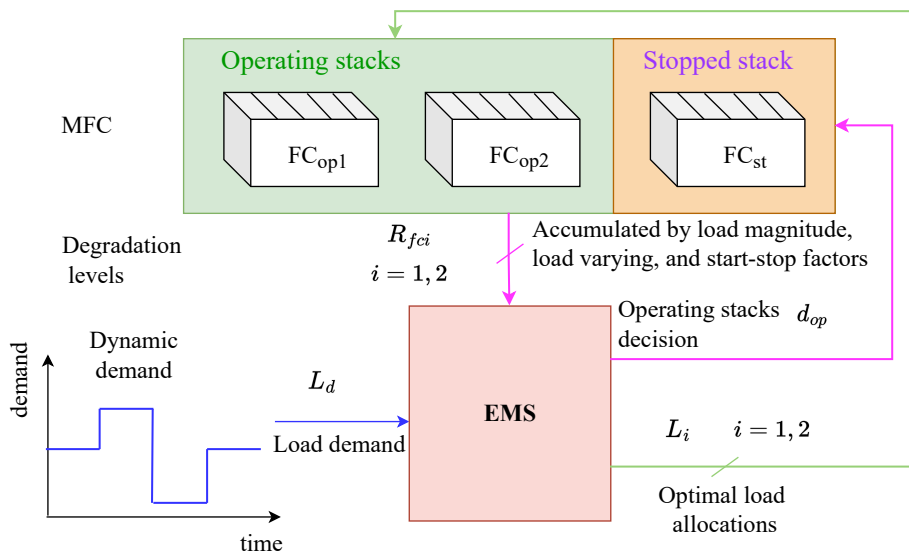 Operating stacks
Stopped stack
MFC
FCop1
FCop2
FCst
Degradation
levels
Rfci
i = 1, 2
Accumulated by load magnitude,
load varying, and start-stop factors
Operating stacks
decision
dop
Dynamic
demand
demand
time
Ld
Load demand
EMS
Li i = 1, 2
Optimal load
allocations